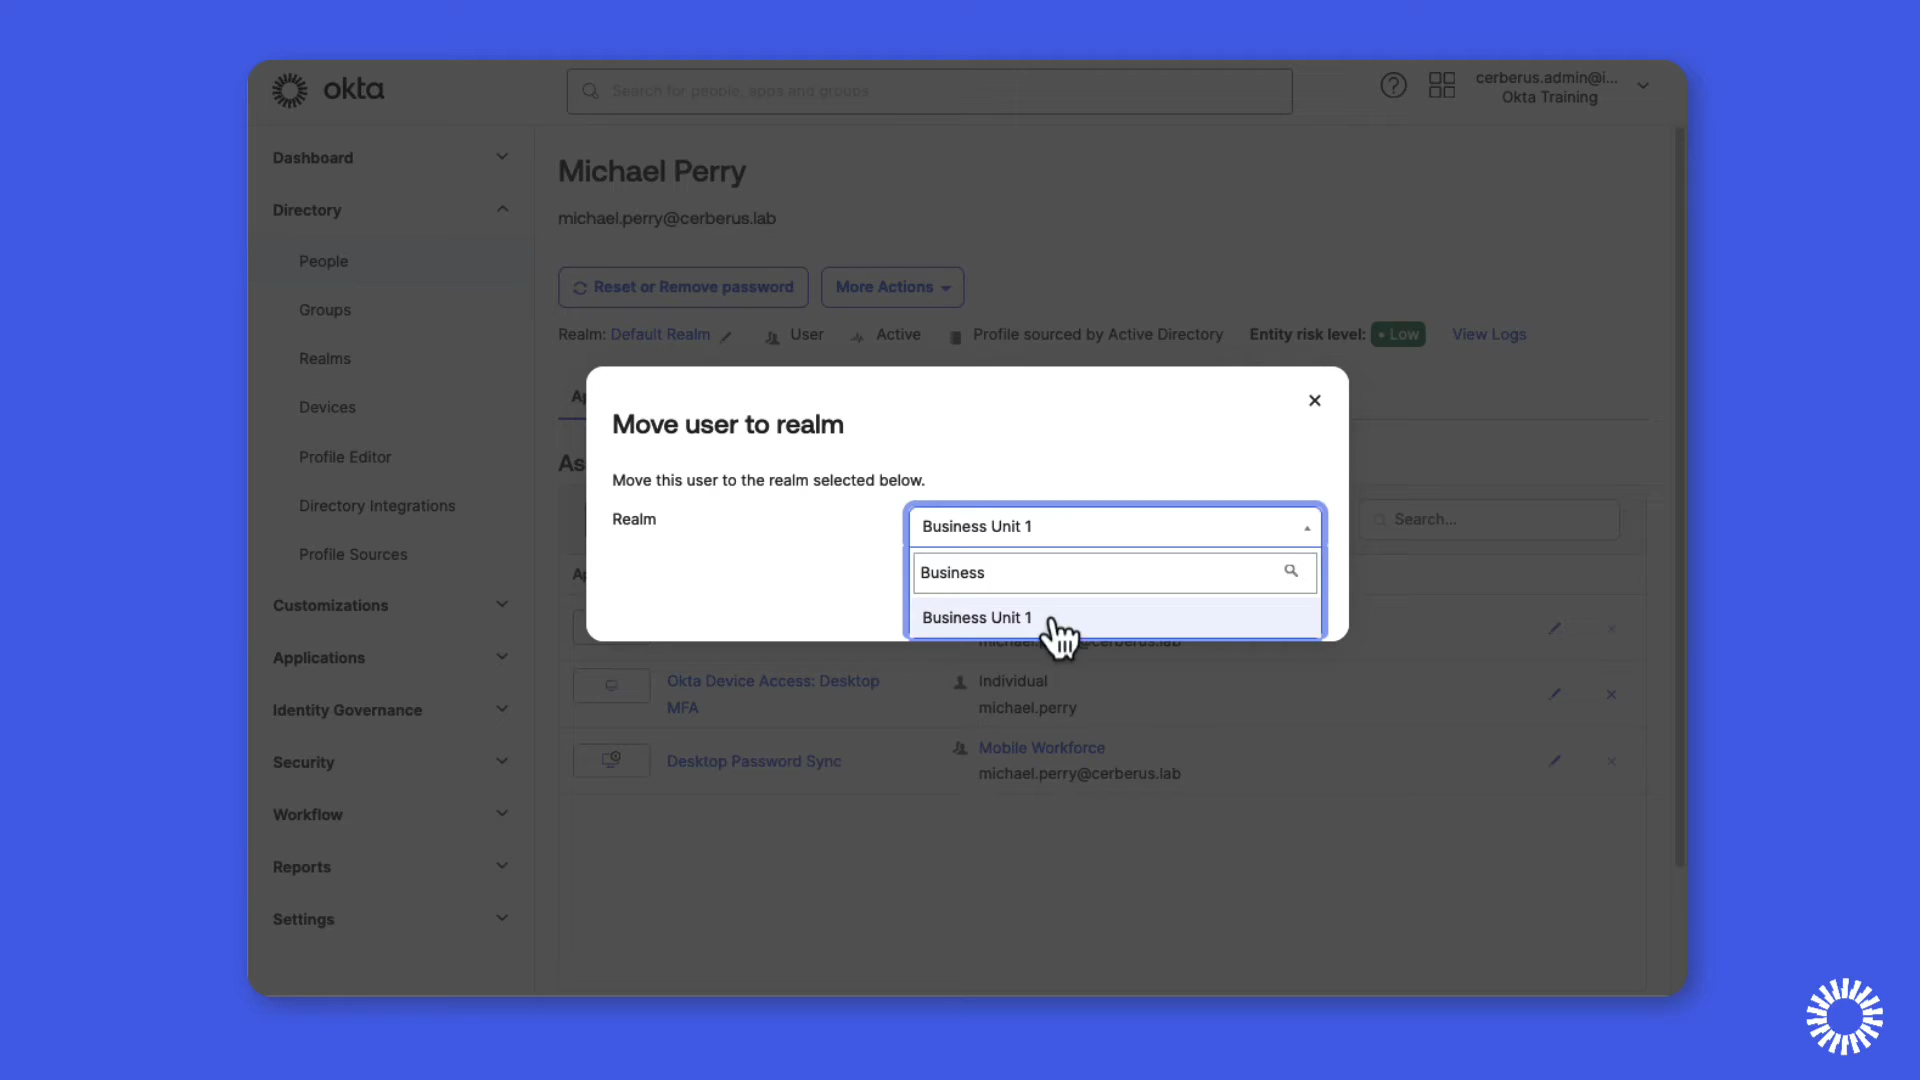 okta
Search for people, apps and groups
cerberus.admin@i...
Okta Training
Dashboard
Directory
People
Groups
Realms
Devices
Profile Editor
Directory Integrations
Profile Sources
Customizations
Applications
Identity Governance
Security
Workflow
Reports
Settings
Michael Perry
michael.perry@cerberus.lab
Reset or Remove password
More Actions
Realm: Default Realm User Active Profile sourced by Active Directory Entity risk level: Low View Logs
Move user to realm
Move this user to the realm selected below.
Realm
Business Unit 1
Business
Business Unit 1
Search...
Okta Device Access: Desktop
MFA
Individual
michael.perry
Desktop Password Sync
Mobile Workforce
michael.perry@cerberus.lab